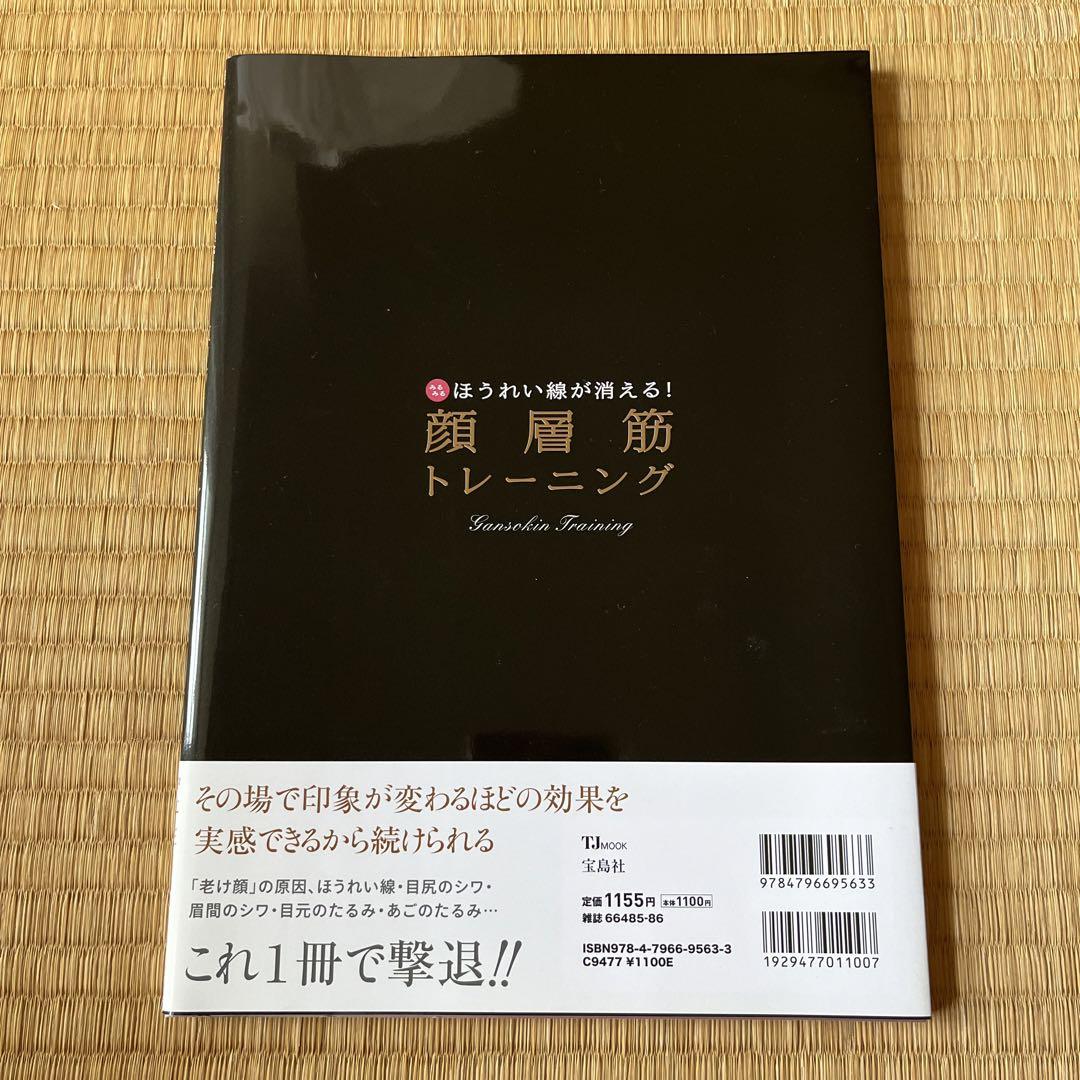 みるみる ほうれい線が消える!
顔層筋
トレーニング
Gansokin Training
その場で印象が変わるほどの効果を
実感できるから続けられる
「老け顔」の原因、ほうれい線・目尻のシワ・
眉間のシワ・目元のたるみ・あごのたるみ…
これ1冊で撃退!!
TJ MOOK
宝島社
定価1155円 本体1100円
雑誌 66485-86
ISBN978-4-7966-9563-3
C9477 ¥1100E
9784796695633
1929477011007